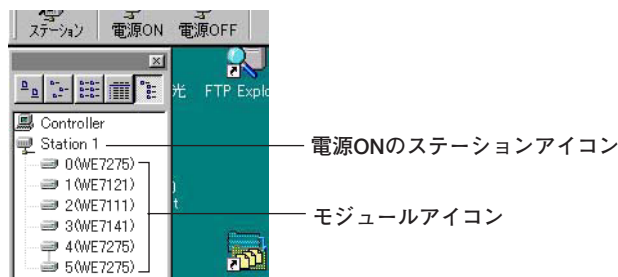 ステーション 電源ON 電源OFF
光 FTP Explo
Controller
Station 1
電源ONのステーションアイコン
0(WE7275)
1(WE7121)
2(WE7111)
t
モジュールアイコン
3(WE7141)
4(WE7275)
5(WE7275)